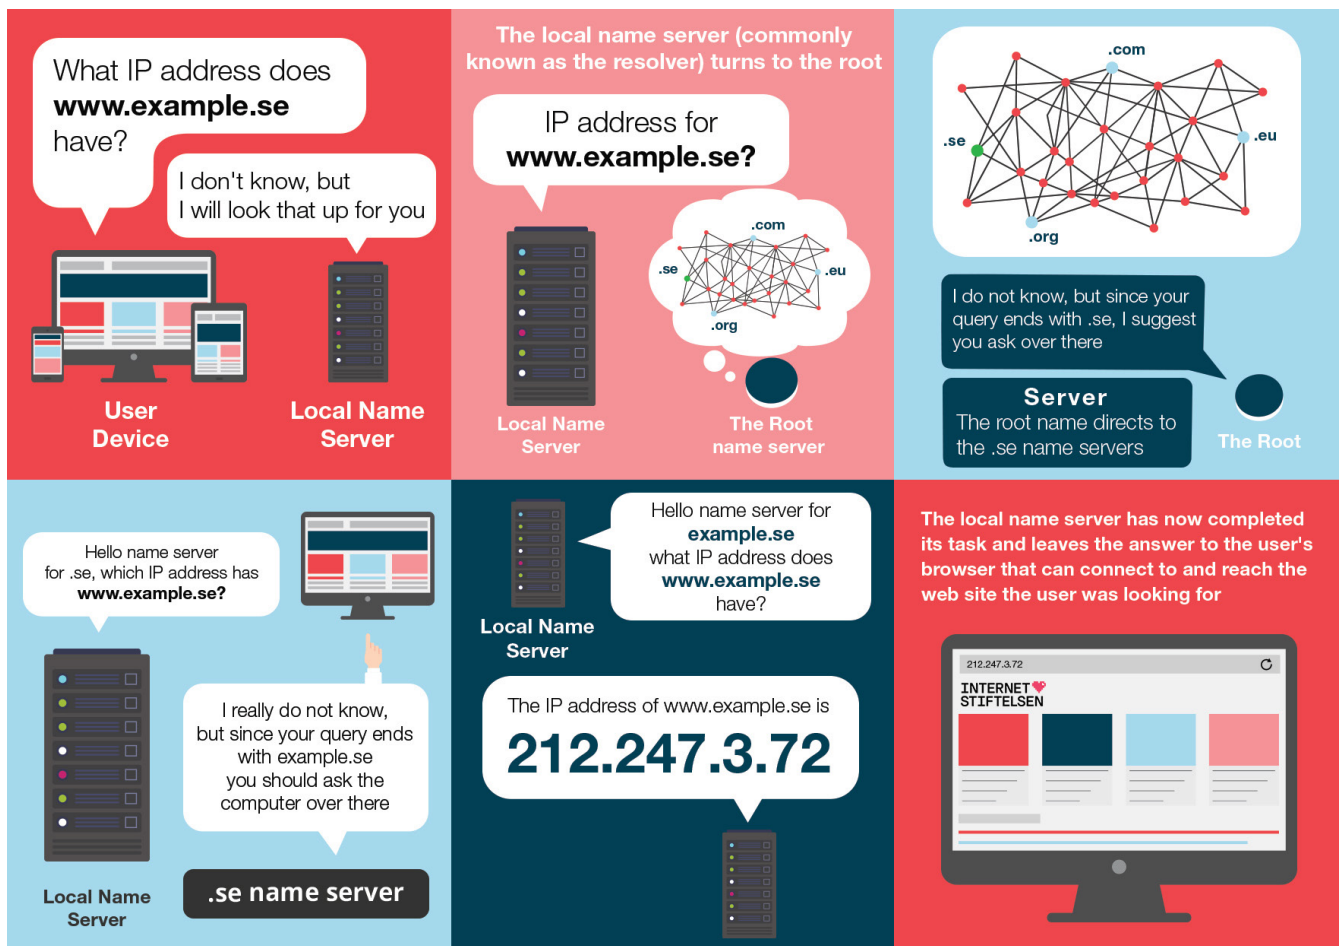 What IP address does
www.example.se
have?
I don't know, but
I will look that up for you
User
Device
Local Name
Server
The local name server (commonly
known as the resolver) turns to the root
IP address for
www.example.se?
.com
.se
.eu
.org
Local Name
Server
The Root
name server
.com
.se
.eu
.org
I do not know, but since your
query ends with .se, I suggest
you ask over there
Server
The root name directs to
the .se name servers
The Root
Hello name server
for .se, which IP address has
www.example.se?
I really do not know,
but since your query ends
with example.se
you should ask the
computer over there
Local Name
Server
.se name server
Hello name server for
example.se
what IP address does
www.example.se
have?
Local Name
Server
The IP address of www.example.se is
212.247.3.72
The local name server has now completed
its task and leaves the answer to the user's
browser that can connect to and reach the
web site the user was looking for
212.247.3.72
INTERNET
STIFTELSEN